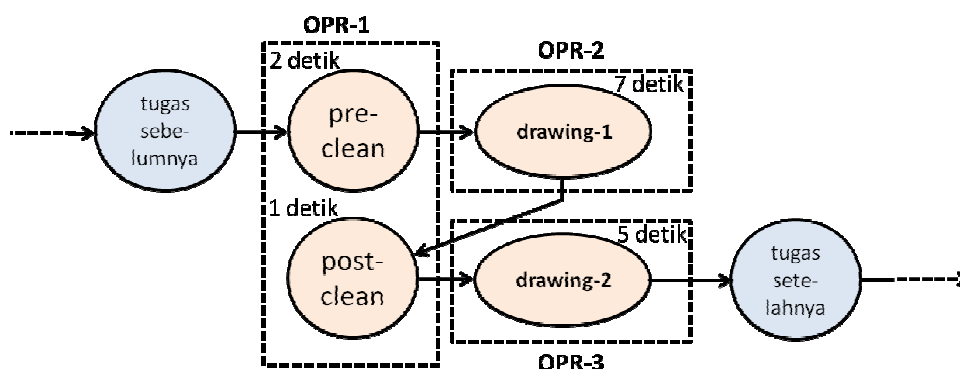 OPR-1
OPR-2
2 detik
7 detik
tugas
sebe-
lumnya
pre-
clean
drawing-1
1 detik
5 detik
post-
clean
drawing-2
tugas
sete-
lahnya
OPR-3